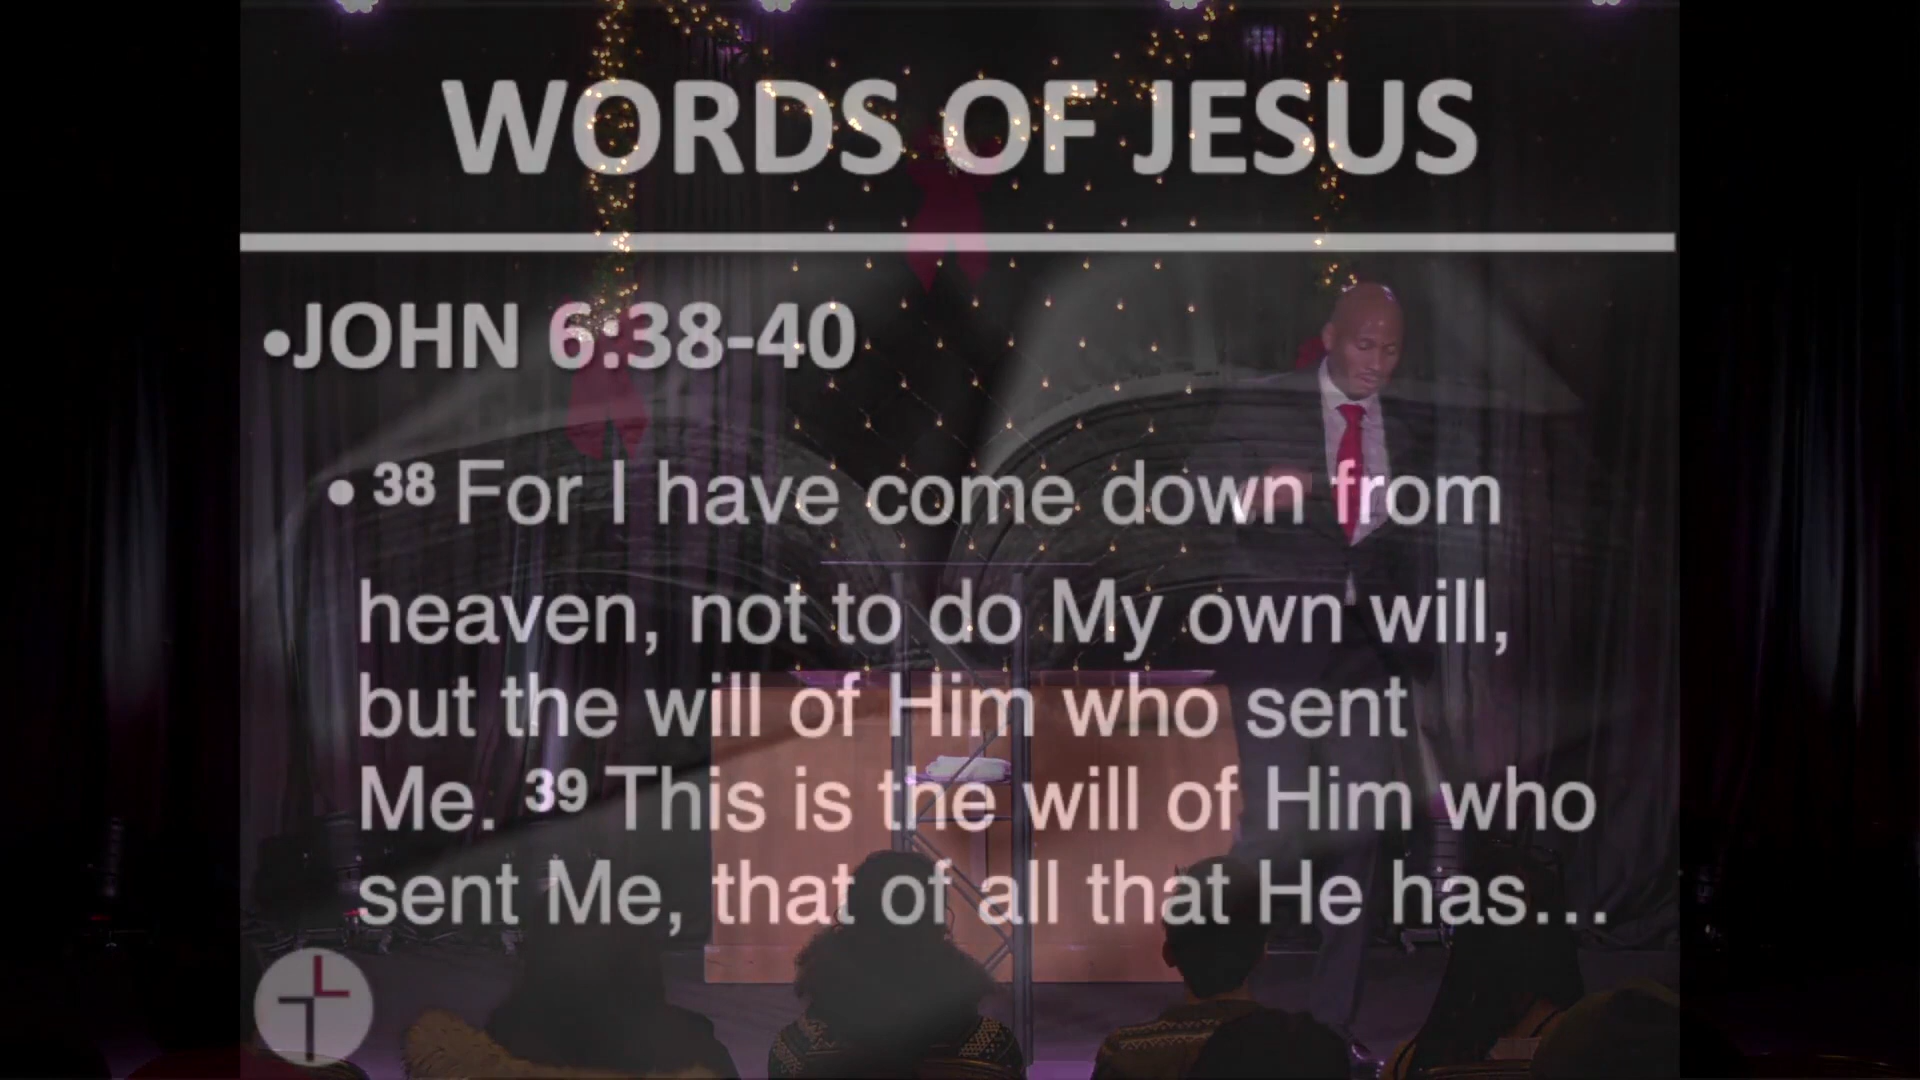 WORDS OF JESUS
•JOHN 6:38-40
• 38 For I have come down from
heaven, not to do My own will,
but the will of Him who sent
Me. 39 This is the will of Him who
sent Me, that of all that He has…